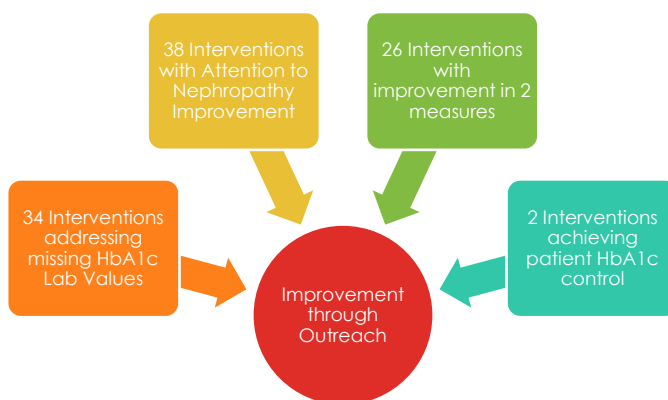 38 Interventions
with Attention to
Nephropathy
Improvement
26 Interventions
with
improvement in 2
measures
34 Interventions
addressing
missing HbA1c
Lab Values
2 Interventions
achieving
patient HbA1c
control
Improvement
through
Outreach